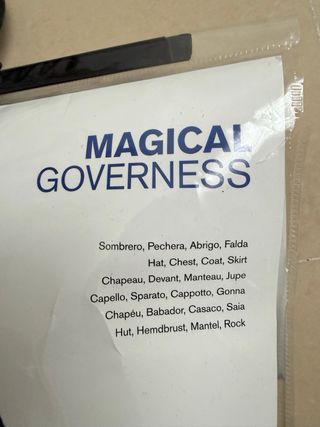 MAGICAL
GOVERNESS
Sombrero, Pechera, Abrigo, Falda
Hat, Chest, Coat, Skirt
Chapeau, Devant, Manteau, Jupe
Capello, Sparato, Cappotto, Gonna
Chapéu, Babador, Casaco, Saia
Hut, Hemdbrust, Mantel, Rock